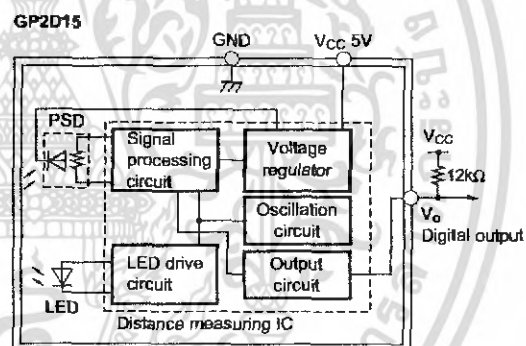 GP2D15
GND
VCC 5V
PSD
Signal
processing
circuit
Voltage
regulator
VCC
12kΩ
Oscillation
circuit
Vo
Digital output
LED drive
circuit
Output
circuit
LED
Distance measuring IC